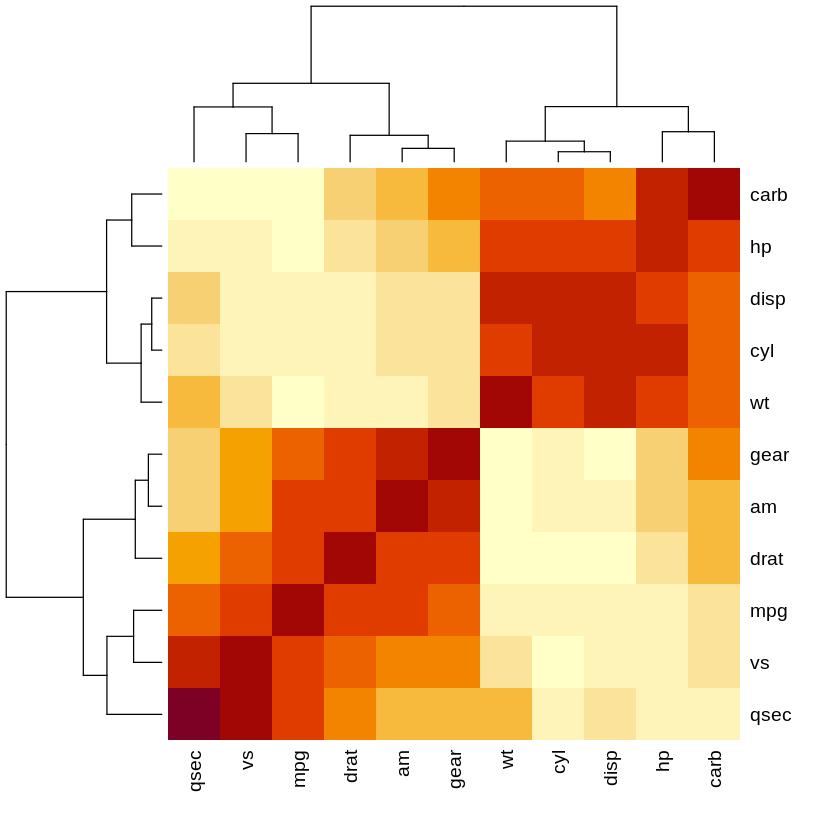 carb
hp
disp
cyl
wt
gear
am
drat
mpg
vs
qsec
qsec
vs
mpg
drat
am
gear
wt
cyl
disp
hp
carb